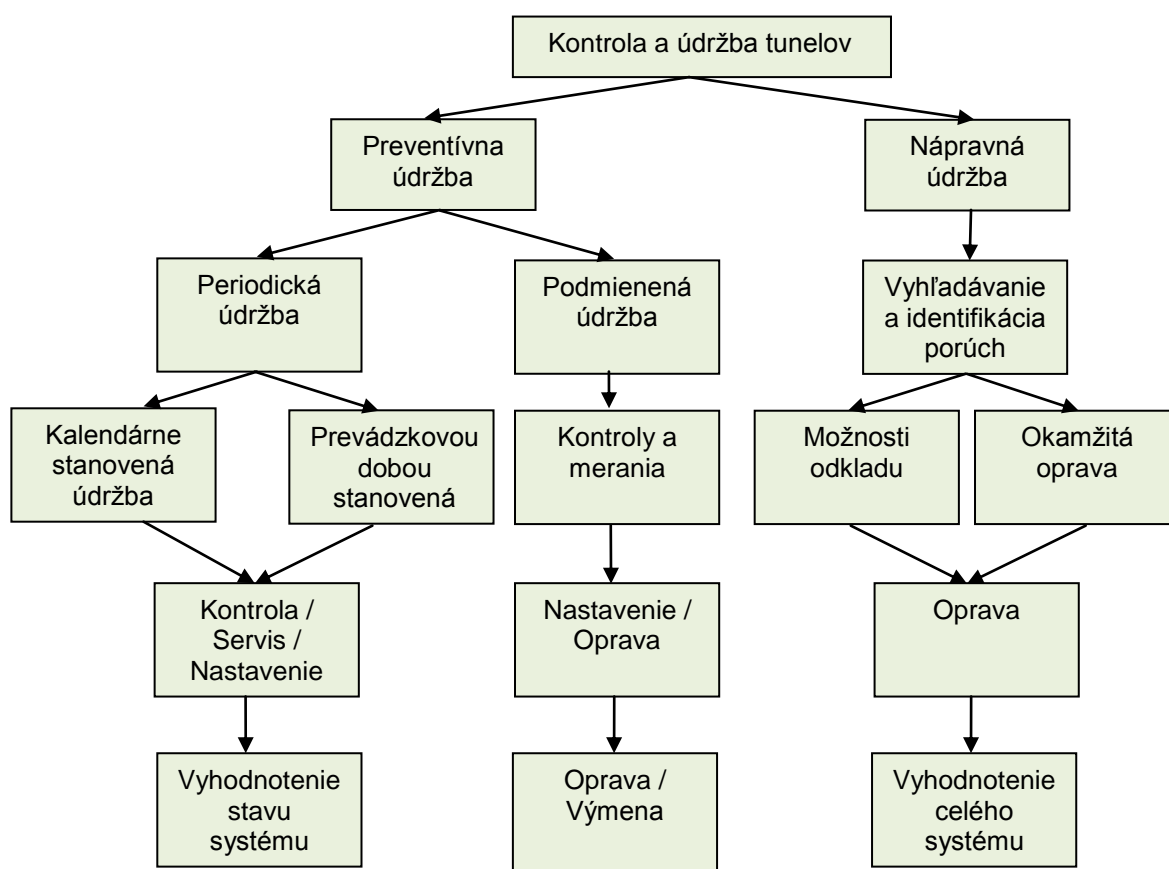 Kontrola a údržba tunelov
Preventívna
údržba
Nápravná
údržba
Periodická
údržba
Podmienená
údržba
Vyhľadávanie
a identifikácia
porúch
Kalendárne
stanovená
údržba
Prevádzkovou
dobou
stanovená
Kontroly a
merania
Možnosti
odkladu
Okamžitá
oprava
Kontrola /
Servis /
Nastavenie
Nastavenie /
Oprava
Oprava
Vyhodnotenie
stavu
systému
Oprava /
Výmena
Vyhodnotenie
celého
systému